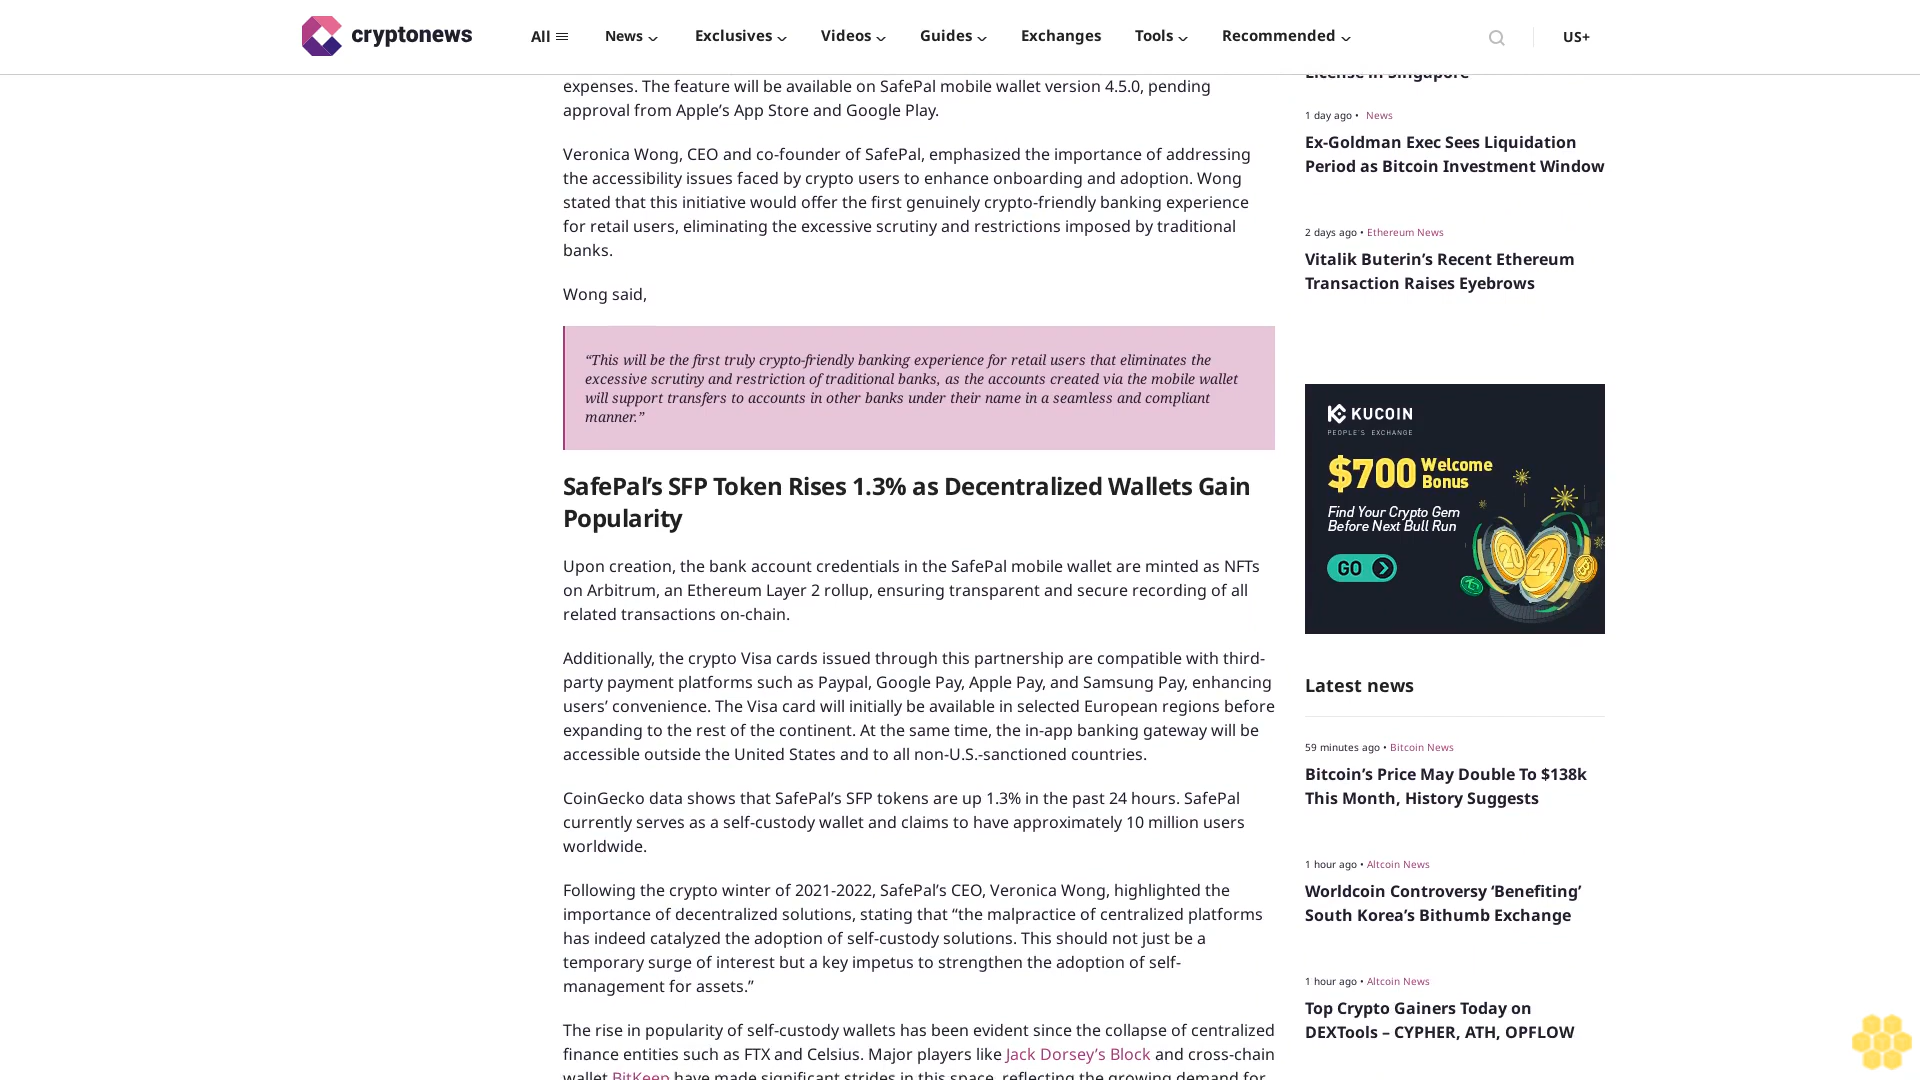 cryptonews
All
News
Exclusives
Videos
Guides
Exchanges
Tools
Recommended
US+
expenses. The feature will be available on SafePal mobile wallet version 4.5.0, pending
approval from Apple’s App Store and Google Play.
Veronica Wong, CEO and co-founder of SafePal, emphasized the importance of addressing
the accessibility issues faced by crypto users to enhance onboarding and adoption. Wong
stated that this initiative would offer the first genuinely crypto-friendly banking experience
for retail users, eliminating the excessive scrutiny and restrictions imposed by traditional
banks.
Wong said,
“This will be the first truly crypto-friendly banking experience for retail users that eliminates the
excessive scrutiny and restriction of traditional banks, as the accounts created via the mobile wallet
will support transfers to accounts in other banks under their name in a seamless and compliant
manner.”
SafePal’s SFP Token Rises 1.3% as Decentralized Wallets Gain
Popularity
Upon creation, the bank account credentials in the SafePal mobile wallet are minted as NFTs
on Arbitrum, an Ethereum Layer 2 rollup, ensuring transparent and secure recording of all
related transactions on-chain.
Additionally, the crypto Visa cards issued through this partnership are compatible with third-
party payment platforms such as Paypal, Google Pay, Apple Pay, and Samsung Pay, enhancing
users’ convenience. The Visa card will initially be available in selected European regions before
expanding to the rest of the continent. At the same time, the in-app banking gateway will be
accessible outside the United States and to all non-U.S.-sanctioned countries.
CoinGecko data shows that SafePal’s SFP tokens are up 1.3% in the past 24 hours. SafePal
currently serves as a self-custody wallet and claims to have approximately 10 million users
worldwide.
Following the crypto winter of 2021-2022, SafePal’s CEO, Veronica Wong, highlighted the
importance of decentralized solutions, stating that “the malpractice of centralized platforms
has indeed catalyzed the adoption of self-custody solutions. This should not just be a
temporary surge of interest but a key impetus to strengthen the adoption of self-
management for assets.”
The rise in popularity of self-custody wallets has been evident since the collapse of centralized
finance entities such as FTX and Celsius. Major players like Jack Dorsey’s Block and cross-chain
wallet BitKeep have made significant strides in this space, reflecting the growing demand for
License in Singapore
1 day ago • News
Ex-Goldman Exec Sees Liquidation
Period as Bitcoin Investment Window
2 days ago • Ethereum News
Vitalik Buterin’s Recent Ethereum
Transaction Raises Eyebrows
KUCOIN
PEOPLE'S EXCHANGE
$700 Welcome
Bonus
Find Your Crypto Gem
Before Next Bull Run
GO
20 24
Latest news
59 minutes ago • Bitcoin News
Bitcoin’s Price May Double To $138k
This Month, History Suggests
1 hour ago • Altcoin News
Worldcoin Controversy ‘Benefiting’
South Korea’s Bithumb Exchange
1 hour ago • Altcoin News
Top Crypto Gainers Today on
DEXTools – CYPHER, ATH, OPFLOW